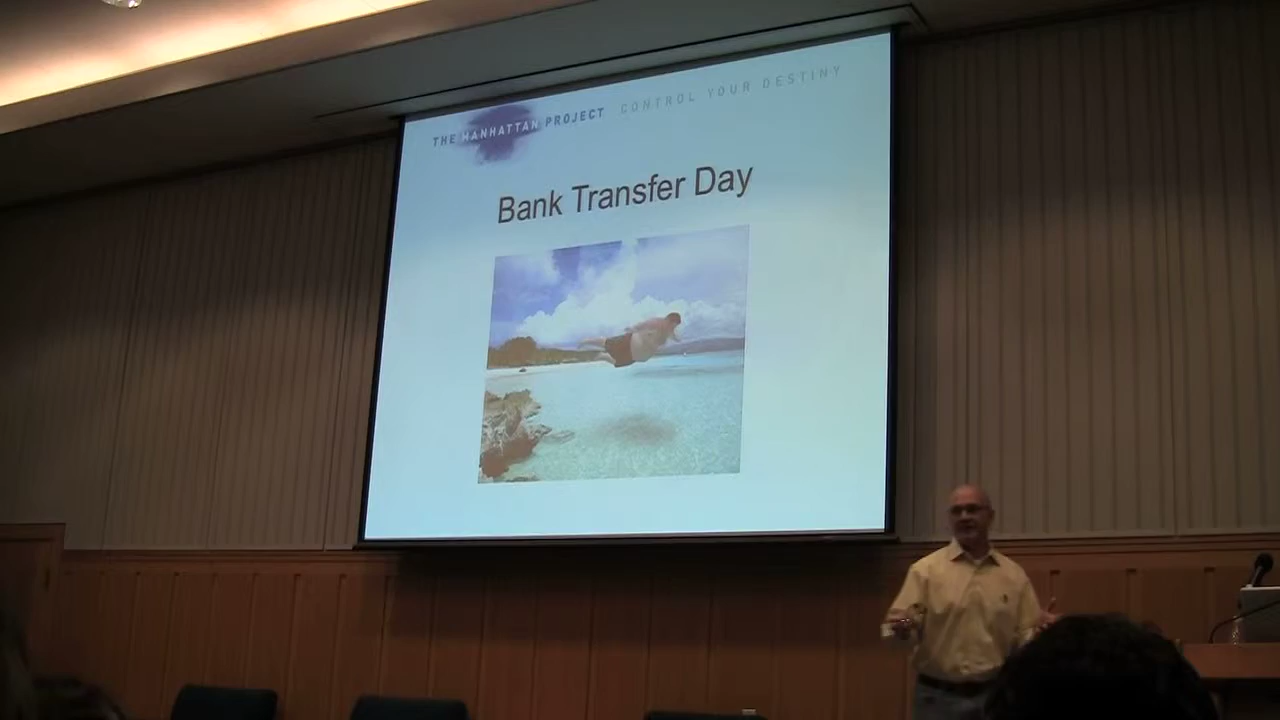 THE MANHATTAN PROJECT CONTROL YOUR DESTINY
Bank Transfer Day